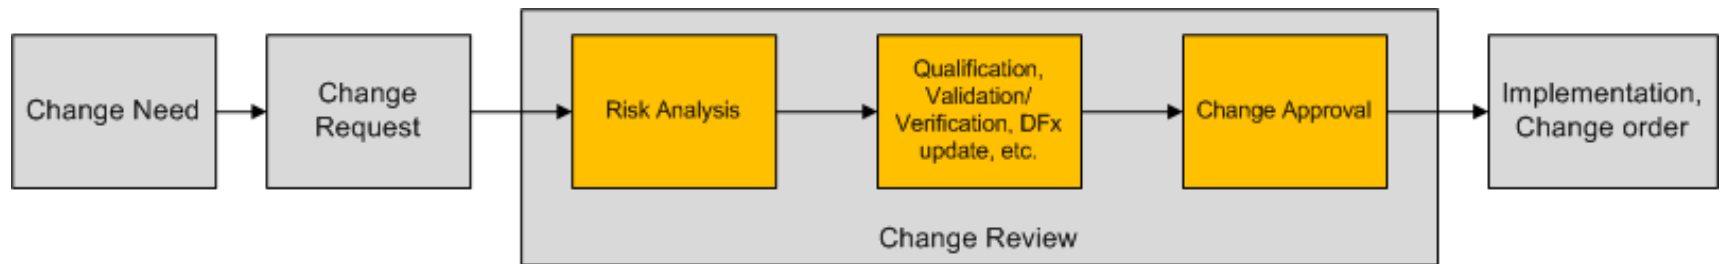 Change Need
Change
Request
Risk Analysis
Qualification,
Validation/
Verification, DFx
update, etc.
Change Approval
Implementation,
Change order
Change Review